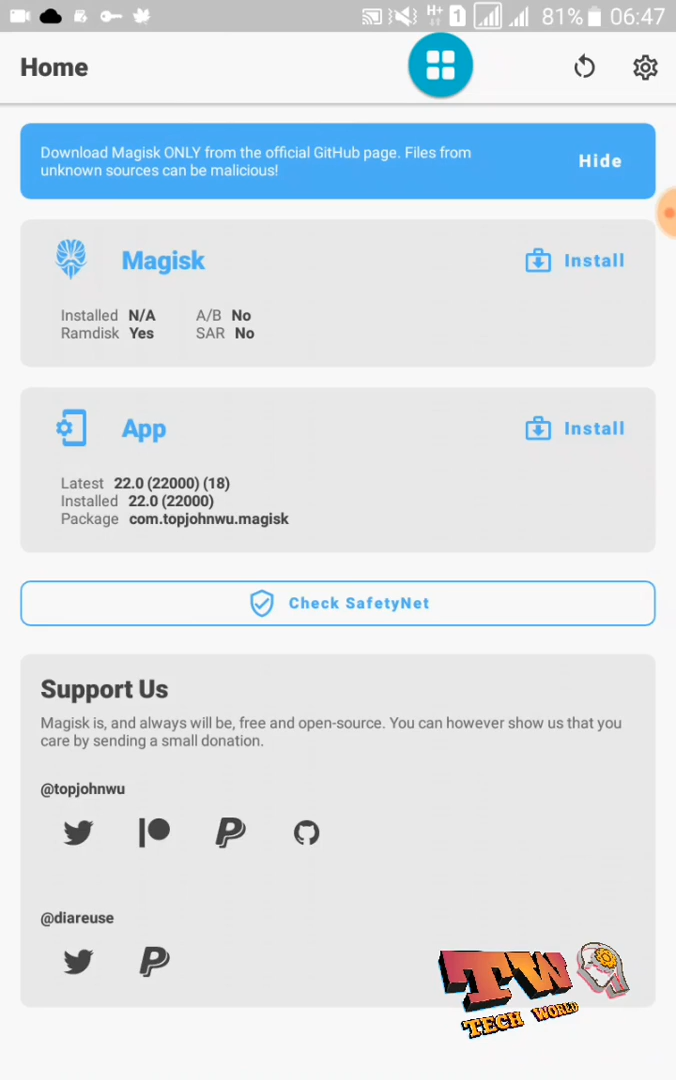 H+ 1 81% 06:47
Home
Download Magisk ONLY from the official GitHub page. Files from
unknown sources can be malicious!
Hide
Magisk
Install
Installed N/A
A/B No
Ramdisk Yes
SAR No
App
Install
Latest 22.0 (22000) (18)
Installed 22.0 (22000)
Package com.topjohnwu.magisk
Check SafetyNet
Support Us
Magisk is, and always will be, free and open-source. You can however show us that you
care by sending a small donation.
@topjohnwu
@diareuse
TW
TECH WORLD